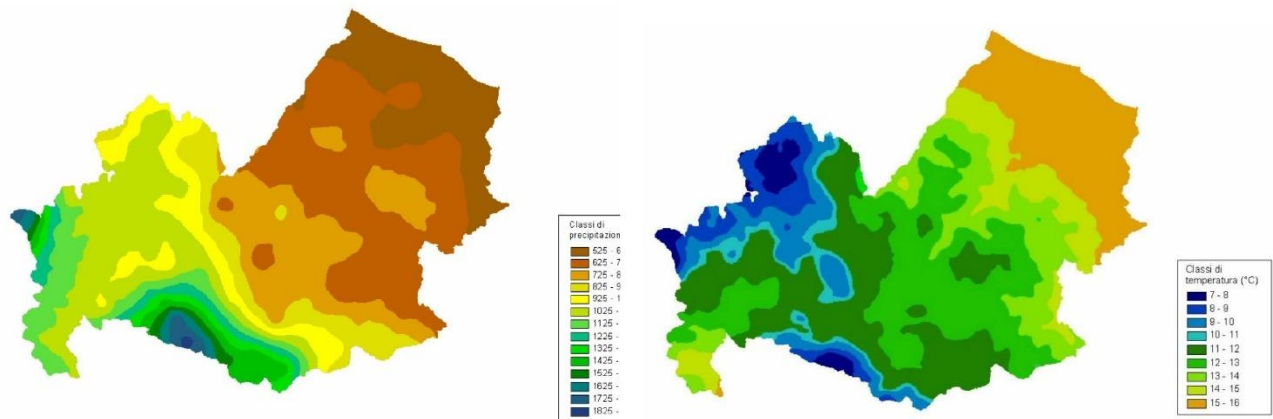 Classi di
precipitazion
525 - 6
625 - 7
725 - 8
825 - 9
925 - 1
1025 -
1125 -
1225 -
1325 -
1425 -
1525 -
1625 -
1725 -
1825 -
Classi di
temperatura (°C)
7 - 8
8 - 9
9 - 10
10 - 11
11 - 12
12 - 13
13 - 14
14 - 15
15 - 16